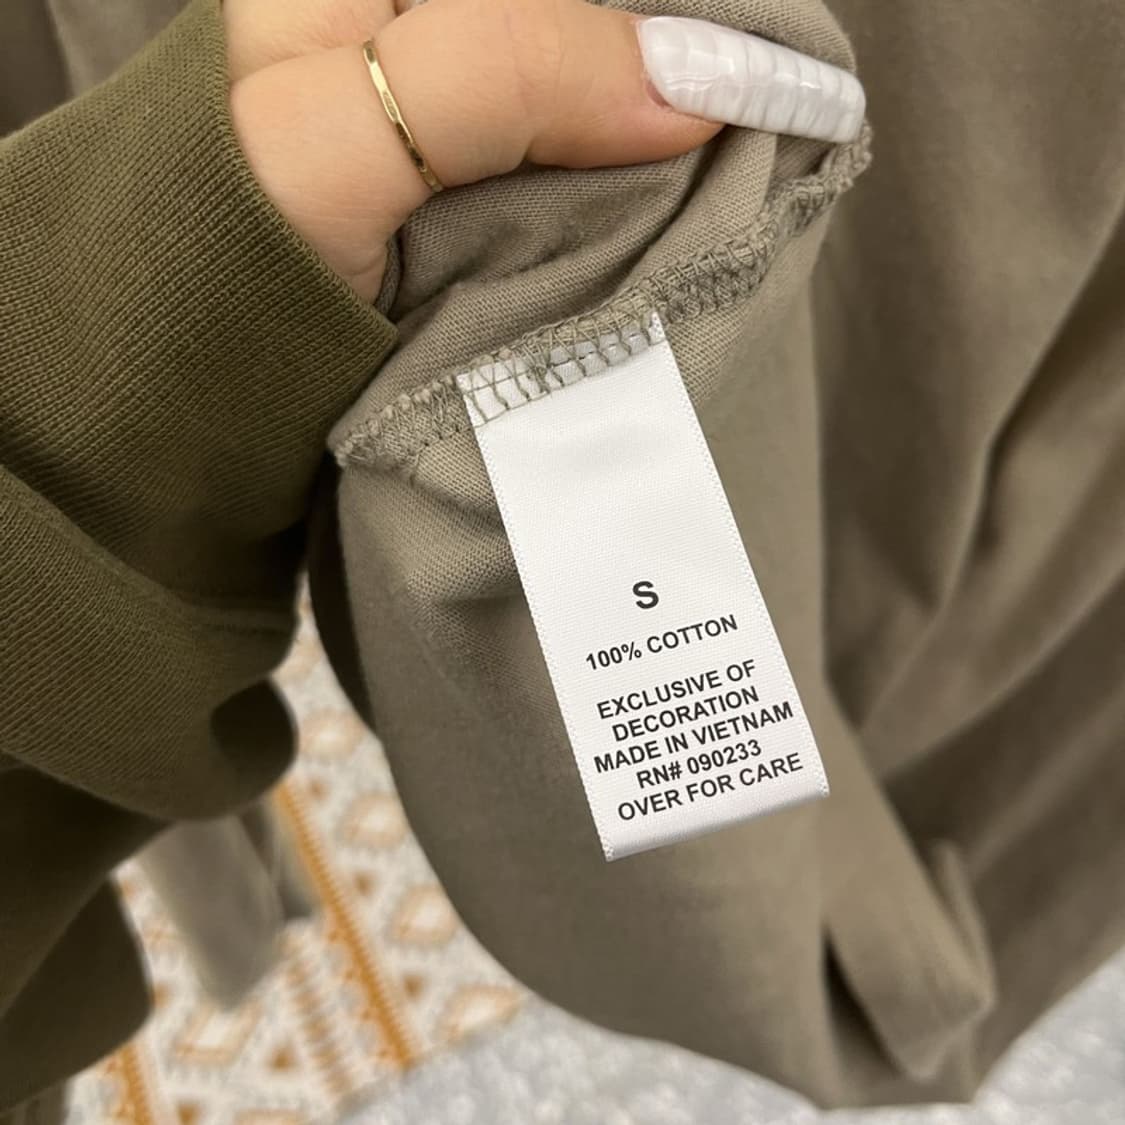 S
100% COTTON
EXCLUSIVE OF
DECORATION
MADE IN VIETNAM
RN# 090233
OVER FOR CARE